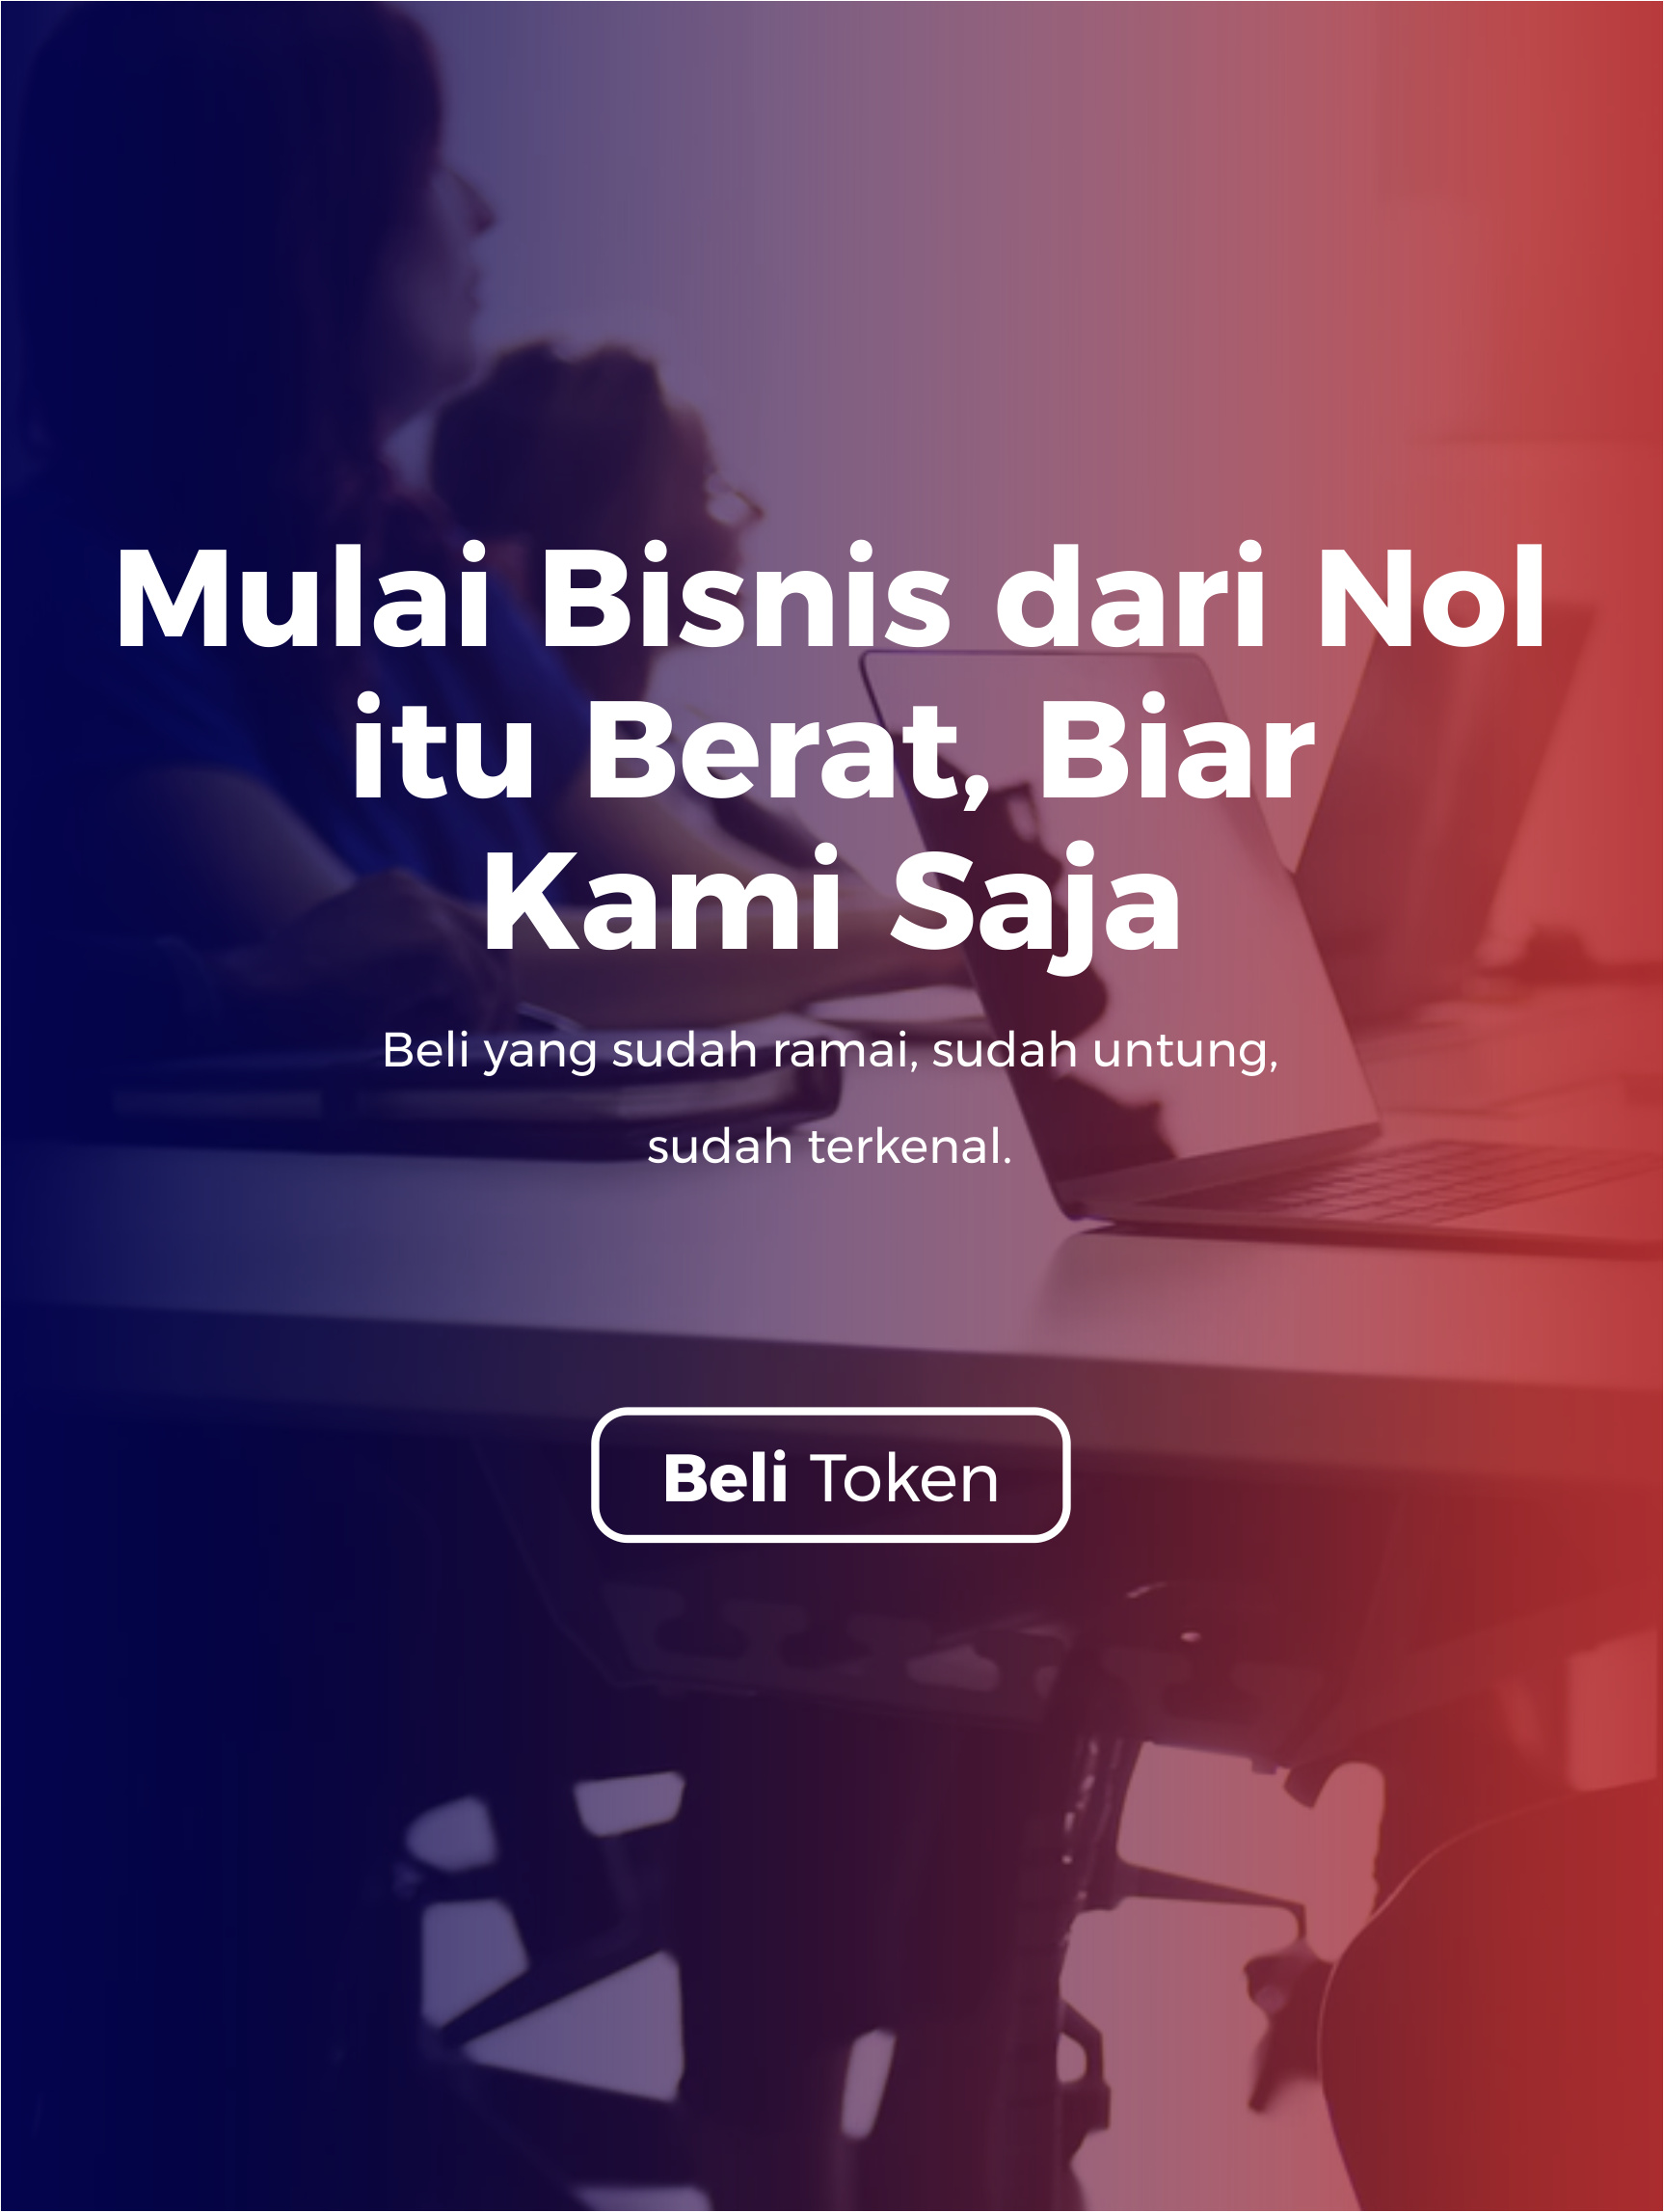 Mulai Bisnis dari Nol
itu Berat, Biar
Kami Saja
Beli yang sudah ramai, sudah untung,
sudah terkenal.
Beli Token